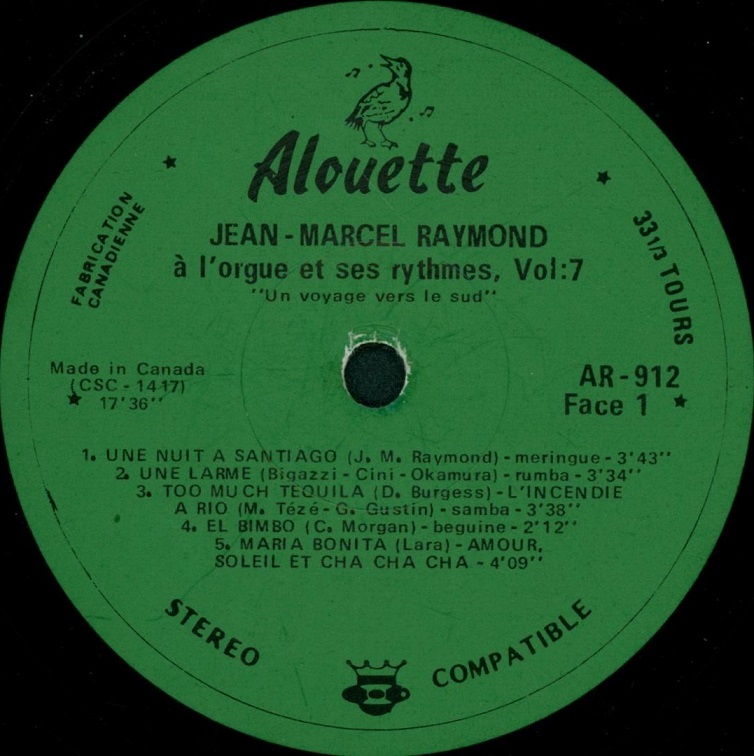 Alouette
JEAN-MARCEL RAYMOND
à l'orgue et ses rythmes, Vol:7
"Un voyage vers le sud"
FABRICATION
CANADIENNE
33 1/3 TOURS
Made in Canada
(CSC - 1417)
17'36''
AR-912
Face 1
1. UNE NUIT A SANTIAGO (J. M. Raymond) - meringue - 3'43''
2. UNE LARME (Bigazzi - Cini - Okamura) - rumba - 3'34''
3. TOO MUCH TEQUILA (D. Burgess) - L'INCENDIE
A RIO (M. Tézé - G. Gustin) - samba - 3'38''
4. EL BIMBO (C. Morgan) - beguine - 2'12''
5. MARIA BONITA (Lara) - AMOUR,
SOLEIL ET CHA CHA CHA - 4'09''
STEREO
COMPATIBLE